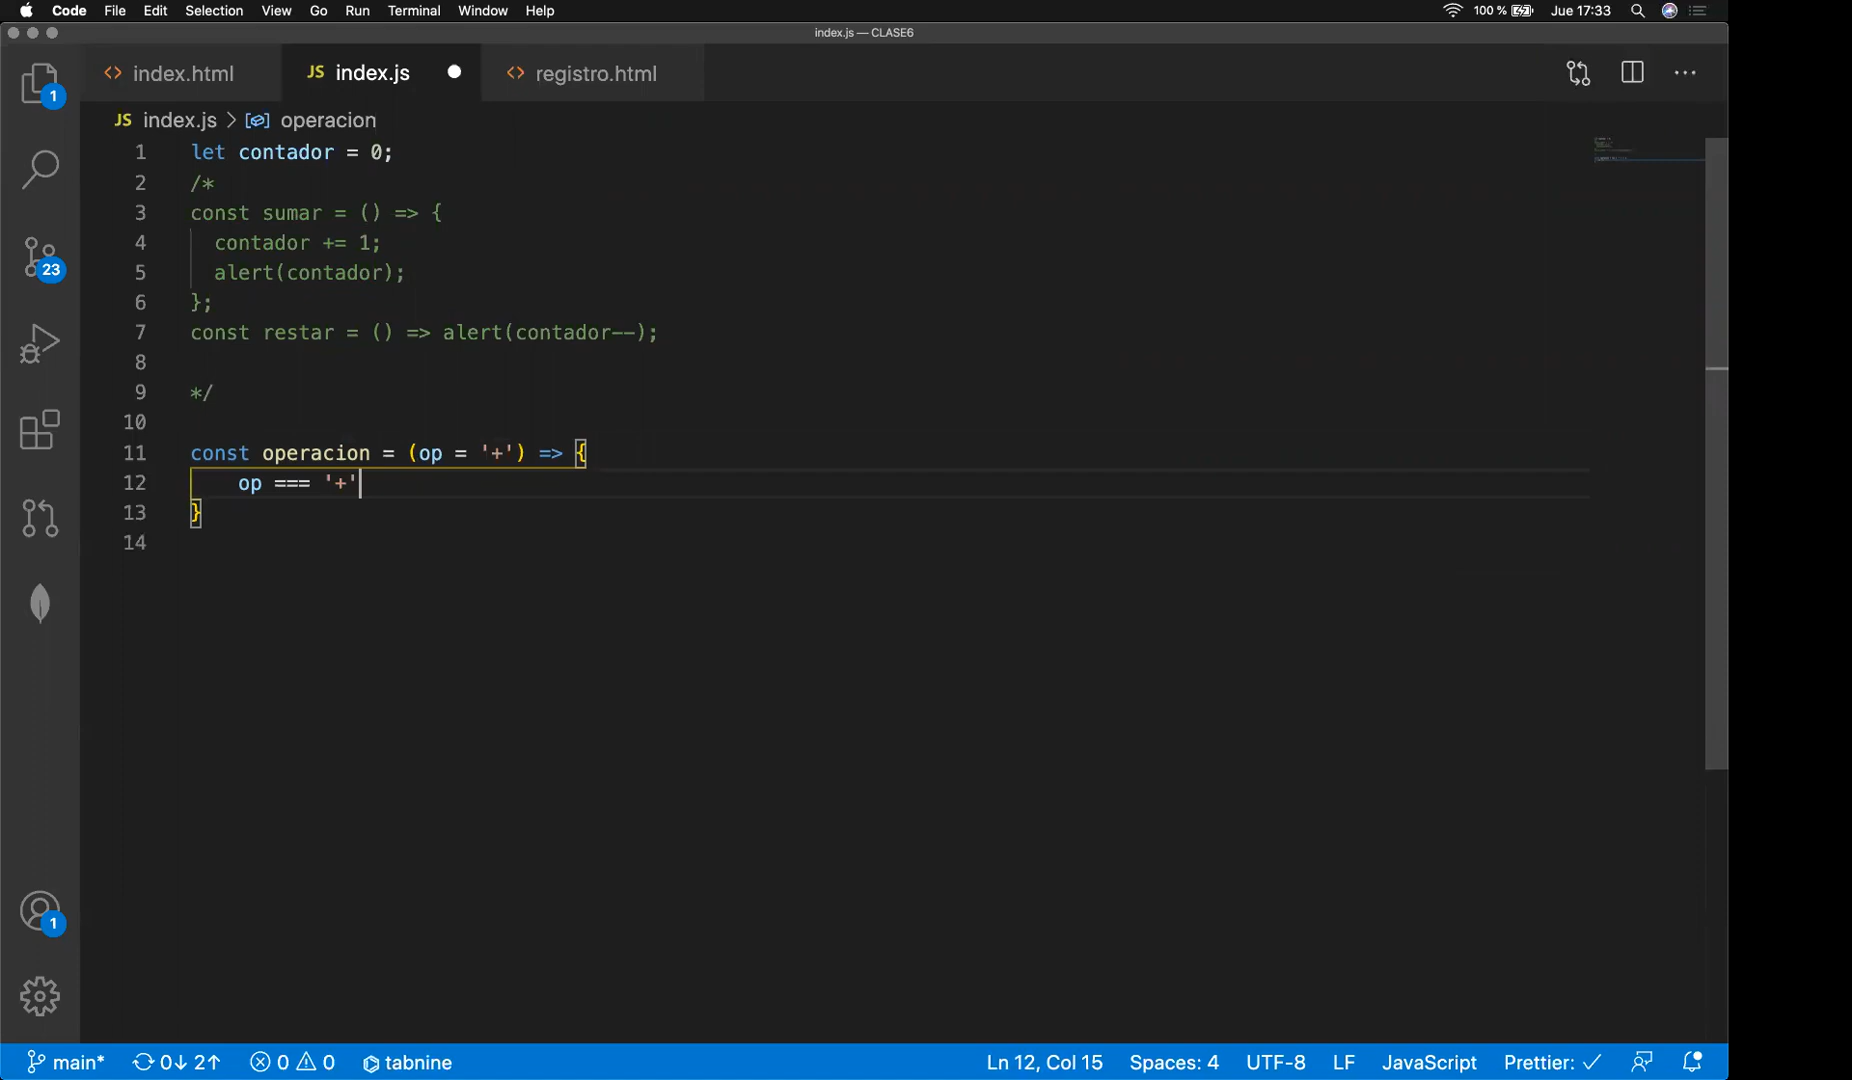 Code File Edit Selection View Go Run Terminal Window Help 100 % Jue 17:33
index.js — CLASE6
index.html JS index.js registro.html
1
JS index.js > operacion
1 let contador = 0;
2 /*
3 const sumar = () => {
4 contador += 1;
5 alert(contador);
6 };
7 const restar = () => alert(contador--);
8
9 */
10
11 const operacion = (op = '+') => {
12 op === '+'
13 }
14
23
1
main* 0↓ 2↑ 0 0 tabnine Ln 12, Col 15 Spaces: 4 UTF-8 LF JavaScript Prettier: ✓